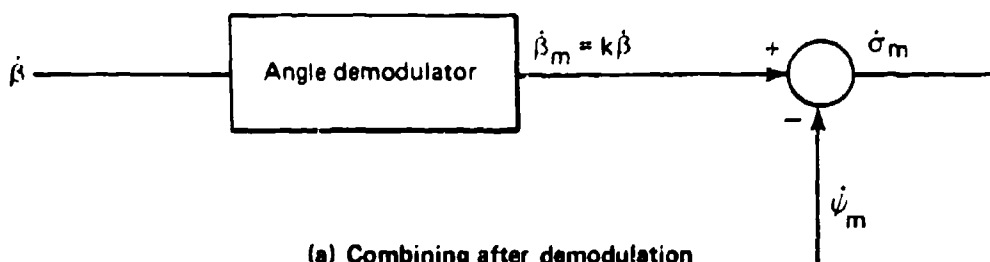 β̇
Angle demodulator
β̇m = kβ̇
+
σ̇m
−
ψ̇m
(a) Combining after demodulation